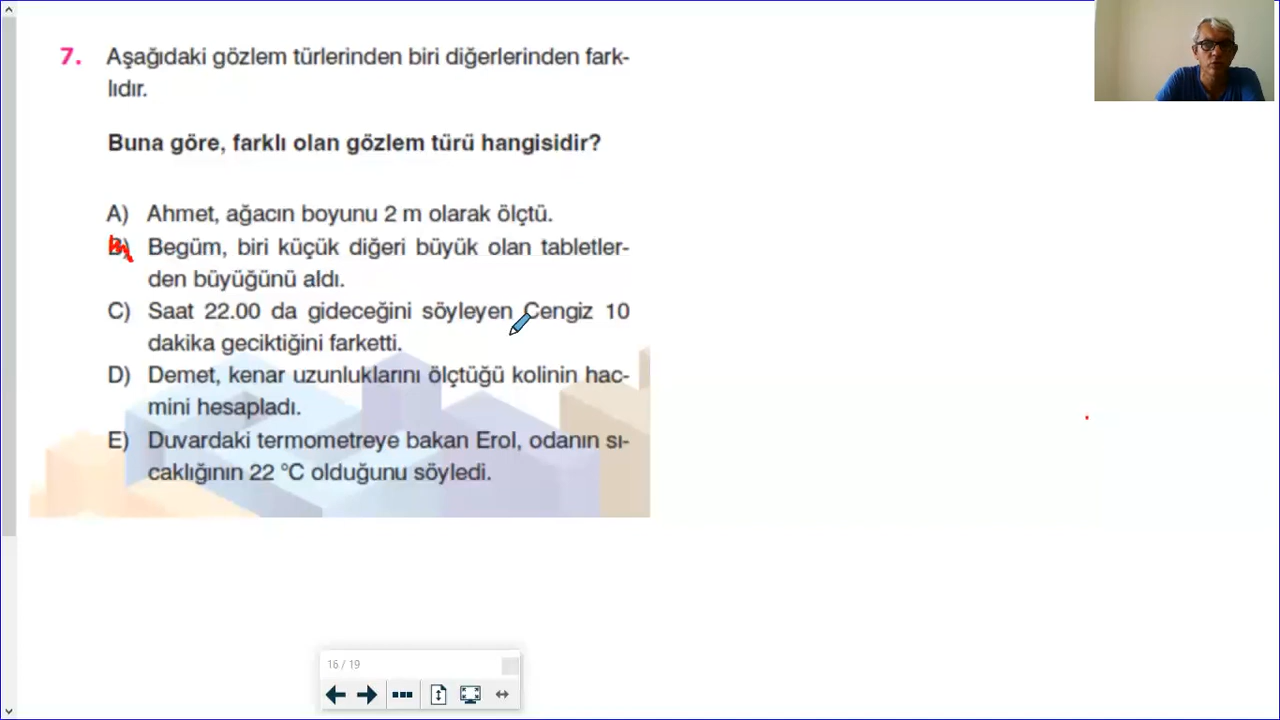 7. Aşağıdaki gözlem türlerinden biri diğerlerinden fark-
lıdır.
Buna göre, farklı olan gözlem türü hangisidir?
A) Ahmet, ağacın boyunu 2 m olarak ölçtü.
B) Begüm, biri küçük diğeri büyük olan tabletler-
den büyüğünü aldı.
C) Saat 22.00 da gideceğini söyleyen Cengiz 10
dakika geciktiğini farketti.
D) Demet, kenar uzunluklarını ölçtüğü kolinin hac-
mini hesapladı.
E) Duvardaki termometreye bakan Erol, odanın sı-
caklığının 22 °C olduğunu söyledi.
16 / 19